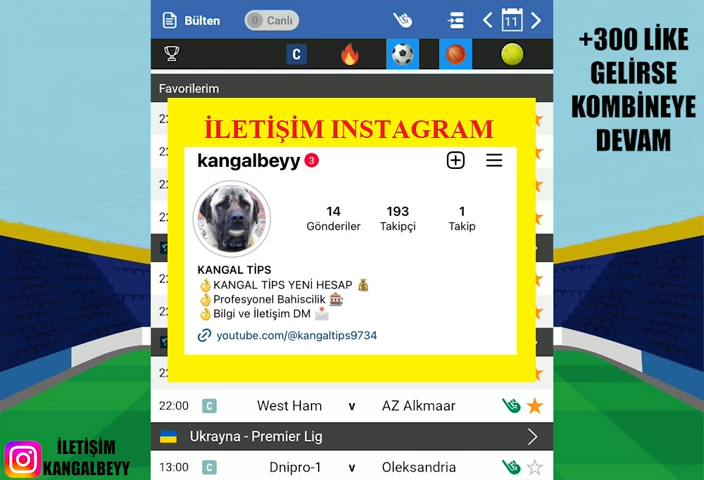 Bülten
0 Canlı
11
C
+300 LİKE
GELİRSE
KOMBİNEYE
DEVAM
Favorilerim
İLETİŞİM INSTAGRAM
kangalbeyy 3
14 193 1
Gönderiler Takipçi Takip
KANGAL TİPS
👌KANGAL TİPS YENİ HESAP 💰
👌Profesyonel Bahiscilik 🎰
👌Bilgi ve İletişim DM 📩
youtube.com/@kangaltips9734
22:00 C West Ham v AZ Alkmaar
Ukrayna - Premier Lig
13:00 C Dnipro-1 v Oleksandria
İLETİŞİM
KANGALBEYY